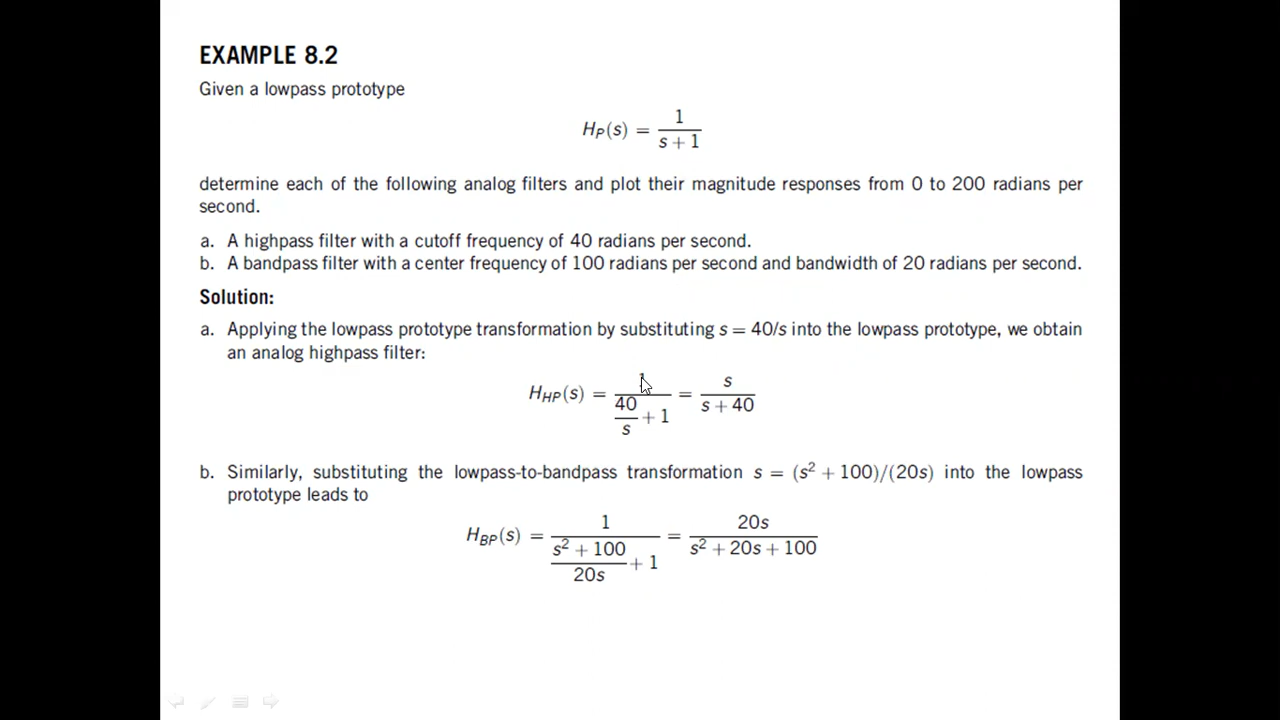 EXAMPLE 8.2
Given a lowpass prototype
H_P(s) = 1/(s + 1)
determine each of the following analog filters and plot their magnitude responses from 0 to 200 radians per
second.
a. A highpass filter with a cutoff frequency of 40 radians per second.
b. A bandpass filter with a center frequency of 100 radians per second and bandwidth of 20 radians per second.
Solution:
a. Applying the lowpass prototype transformation by substituting s = 40/s into the lowpass prototype, we obtain
an analog highpass filter:
H_HP(s) = 1/(40/s + 1) = s/(s + 40)
b. Similarly, substituting the lowpass-to-bandpass transformation s = (s² + 100)/(20s) into the lowpass
prototype leads to
H_BP(s) = 1/((s² + 100)/(20s) + 1) = 20s/(s² + 20s + 100)